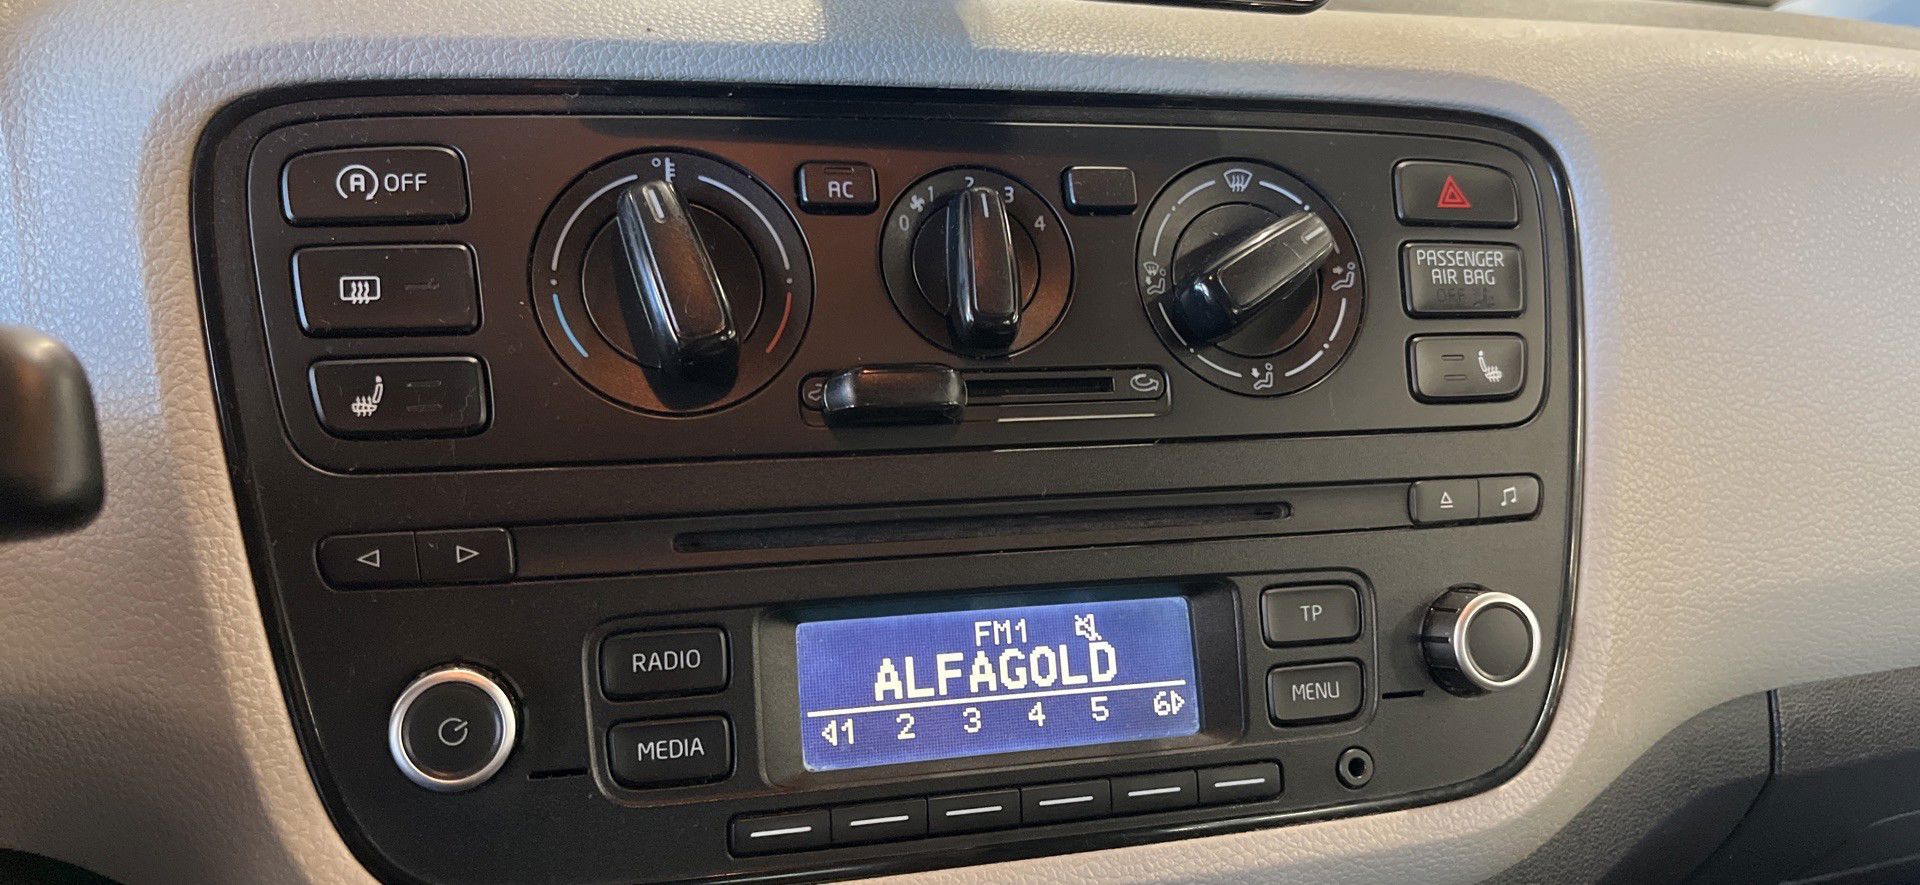 A OFF
AC
0 1 2 3 4
PASSENGER
AIR BAG
OFF
RADIO
MEDIA
FM1
ALFAGOLD
1 2 3 4 5 6
TP
MENU